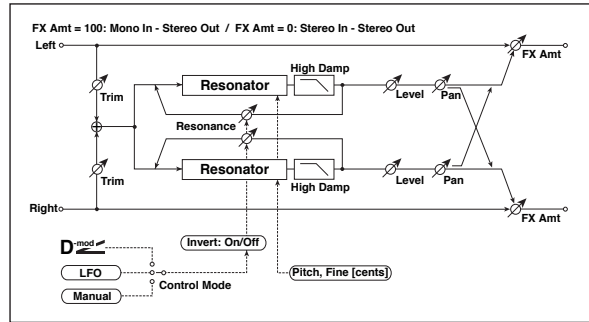 FX Amt = 100: Mono In - Stereo Out / FX Amt = 0: Stereo In - Stereo Out
Left
FX Amt
High Damp
Resonator
Trim
Level
Pan
Resonance
Trim
Resonator
High Damp
Level
Pan
Right
FX Amt
D-mod
Invert: On/Off
LFO
Control Mode
Pitch, Fine [cents]
Manual